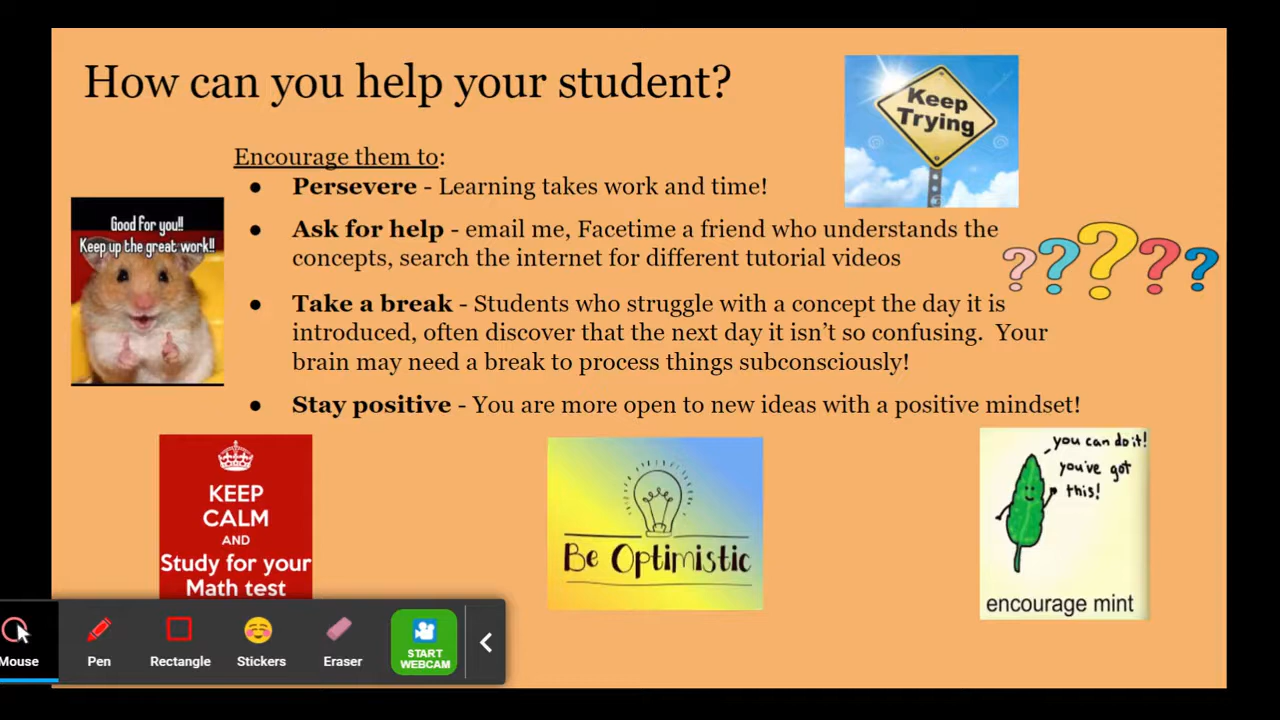 How can you help your student?
Keep
Trying
Encourage them to:
● Persevere - Learning takes work and time!
Good for you!!
Keep up the great work!!
● Ask for help - email me, Facetime a friend who understands the
concepts, search the internet for different tutorial videos
? ? ? ? ?
● Take a break - Students who struggle with a concept the day it is
introduced, often discover that the next day it isn't so confusing. Your
brain may need a break to process things subconsciously!
● Stay positive - You are more open to new ideas with a positive mindset!
KEEP
CALM
AND
Study for your
Math test
Be Optimistic
you can do it!
you've got
this!
encourage mint
Mouse
Pen
Rectangle
Stickers
Eraser
START
WEBCAM